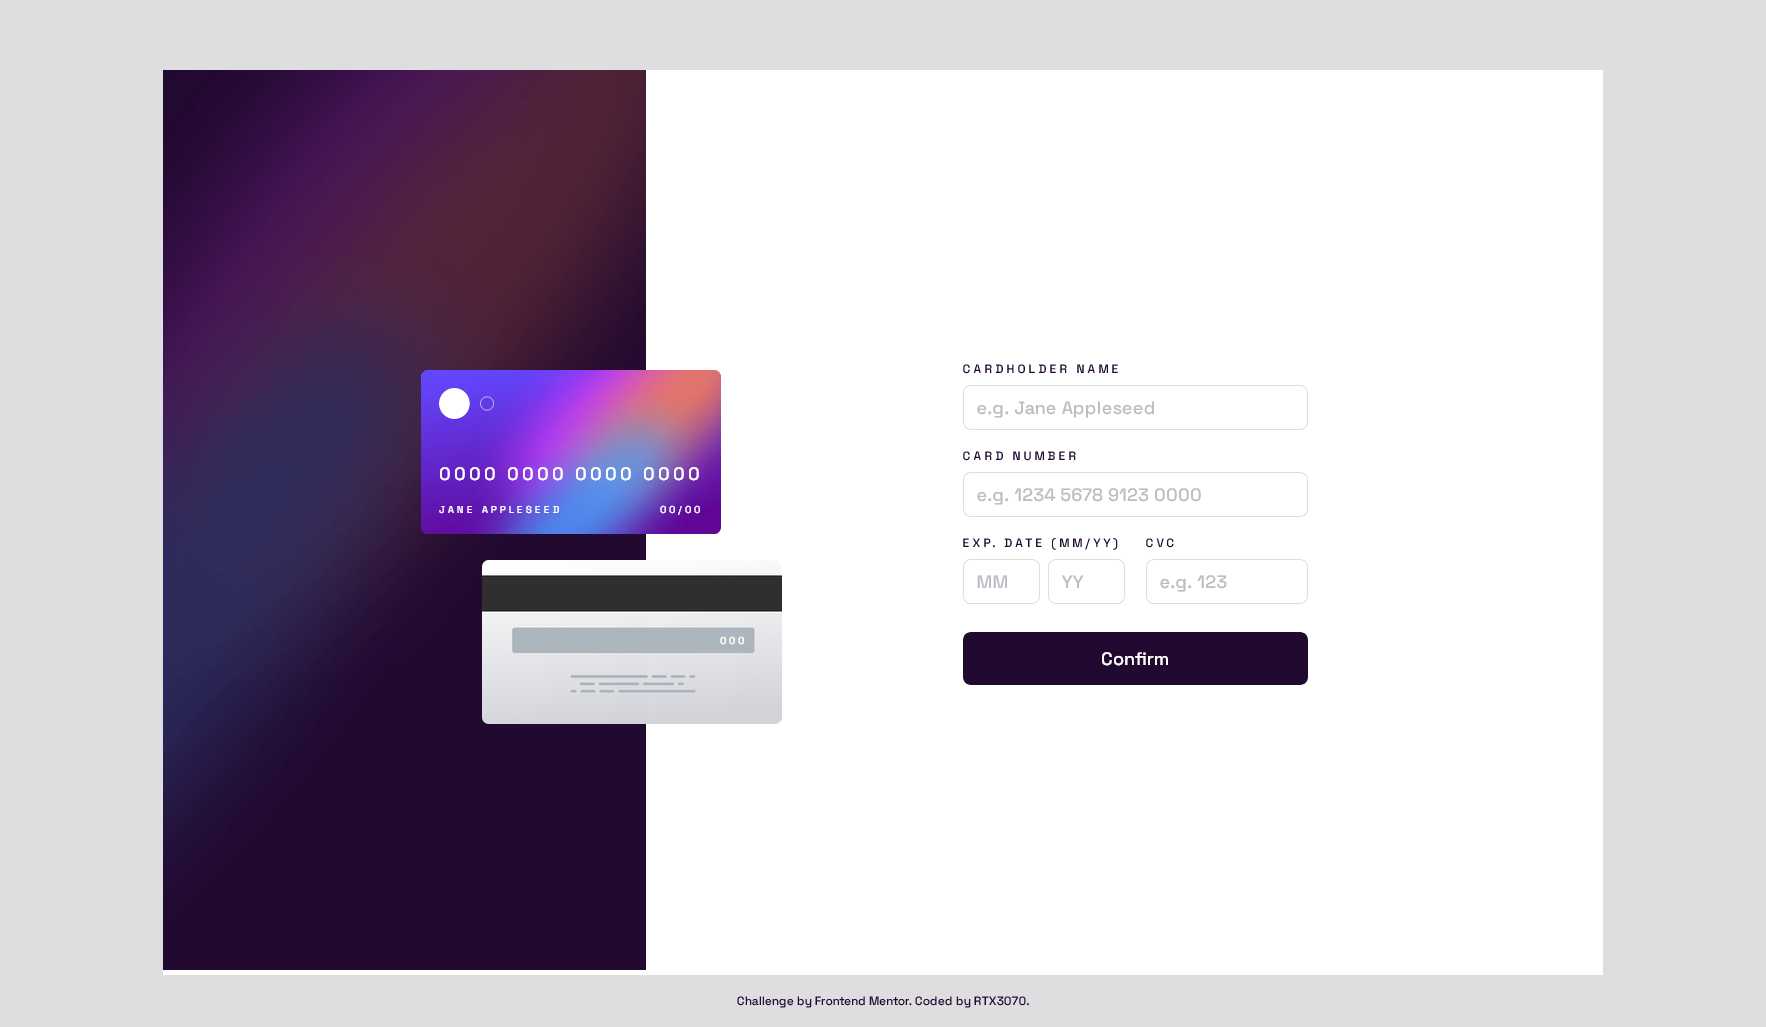 0000 0000 0000 0000
JANE APPLESEED 00/00
000
CARDHOLDER NAME
e.g. Jane Appleseed
CARD NUMBER
e.g. 1234 5678 9123 0000
EXP. DATE (MM/YY) CVC
MM YY e.g. 123
Confirm
Challenge by Frontend Mentor. Coded by RTX3070.